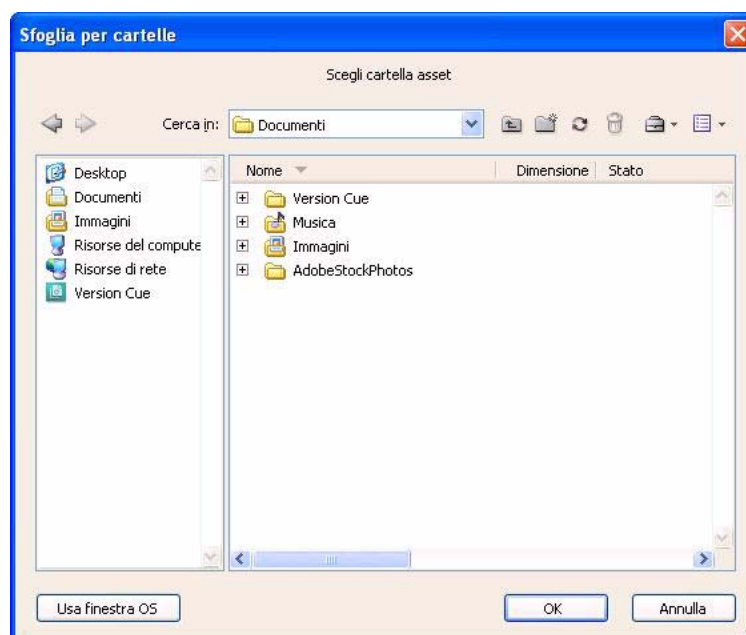 Sfoglia per cartelle
Scegli cartella asset
Cerca in: Documenti
Desktop
Documenti
Immagini
Risorse del compute
Risorse di rete
Version Cue
Nome Dimensione Stato
Version Cue
Musica
Immagini
AdobeStockPhotos
Usa finestra OS OK Annulla